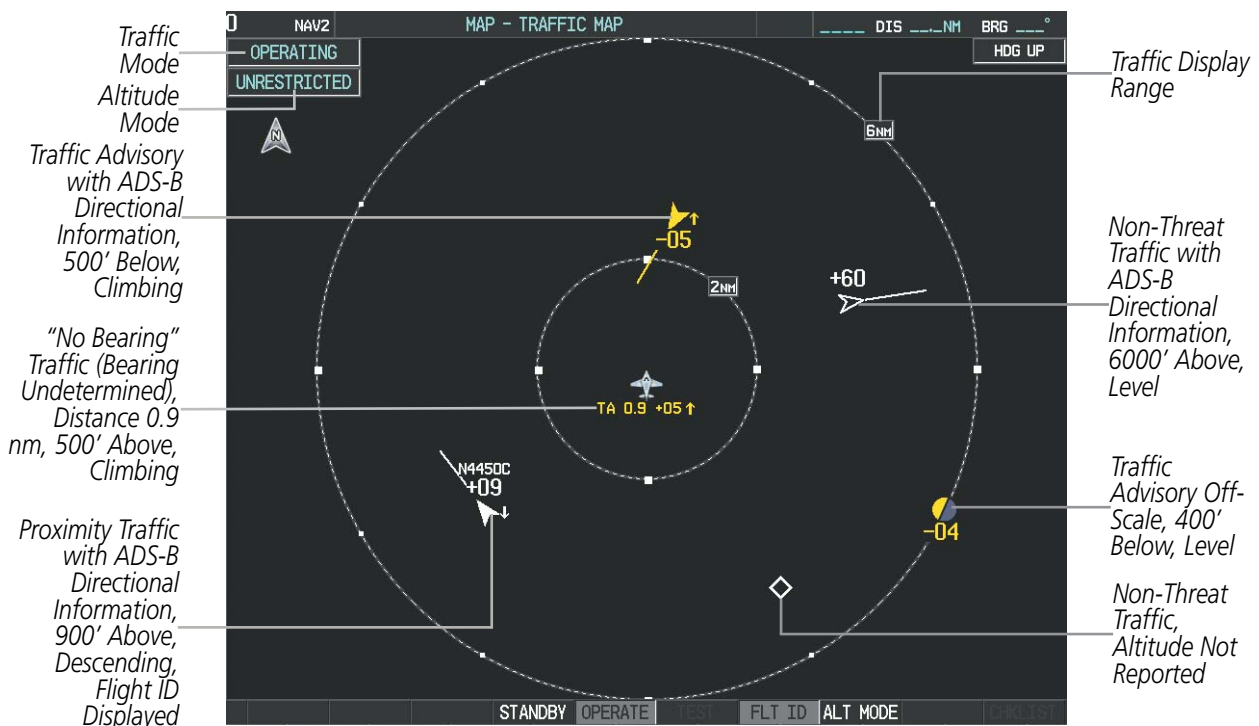 NAV2
MAP - TRAFFIC MAP
____ DIS __._NM BRG ___°
OPERATING
UNRESTRICTED
HDG UP
N
6NM
-05
2NM
+60
TA 0.9 +05↑
N4450C
+09
-04
STANDBY OPERATE TEST FLT ID ALT MODE CHKLIST
Traffic
Mode
Altitude
Mode
Traffic Advisory
with ADS-B
Directional
Information,
500’ Below,
Climbing
“No Bearing”
Traffic (Bearing
Undetermined),
Distance 0.9
nm, 500’ Above,
Climbing
Proximity Traffic
with ADS-B
Directional
Information,
900’ Above,
Descending,
Flight ID
Displayed
Traffic Display
Range
Non-Threat
Traffic with
ADS-B
Directional
Information,
6000’ Above,
Level
Traffic
Advisory Off-
Scale, 400’
Below, Level
Non-Threat
Traffic,
Altitude Not
Reported